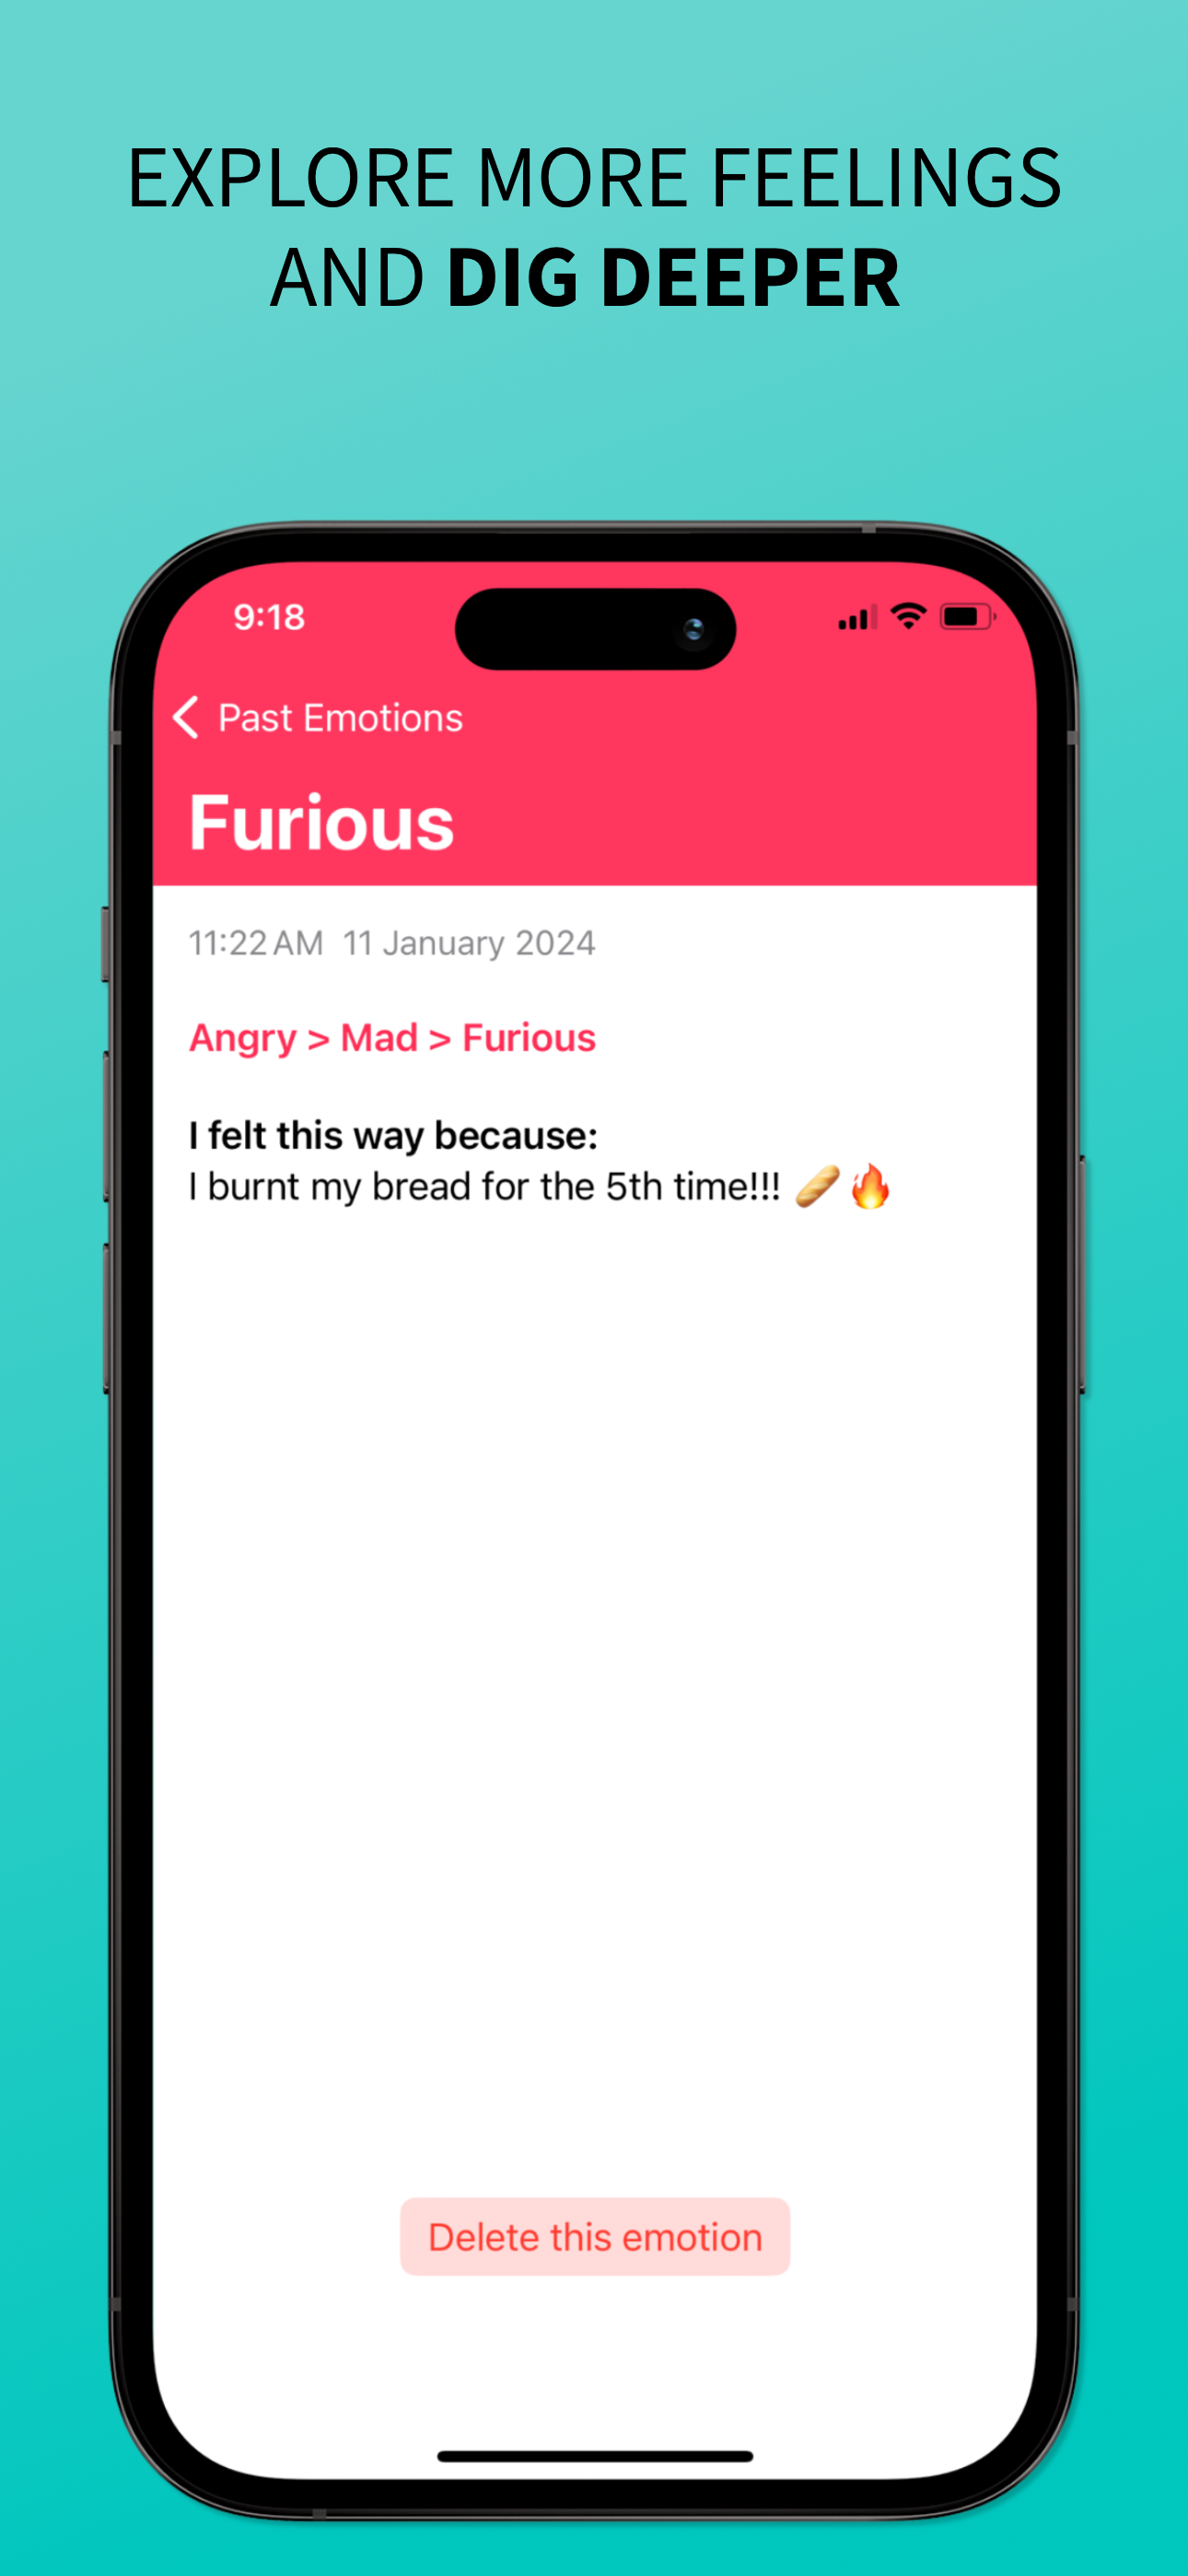 EXPLORE MORE FEELINGS
AND DIG DEEPER
9:18
Past Emotions
Furious
11:22 AM 11 January 2024
Angry > Mad > Furious
I felt this way because:
I burnt my bread for the 5th time!!! 🥖🔥
Delete this emotion